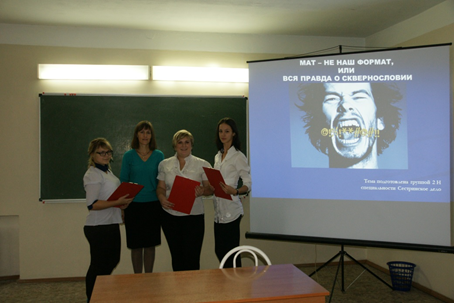 МАТ – НЕ НАШ ФОРМАТ,
ИЛИ
ВСЯ ПРАВДА О СКВЕРНОСЛОВИИ
Тема подготовлена группой 2 Н
специальности Сестринское дело